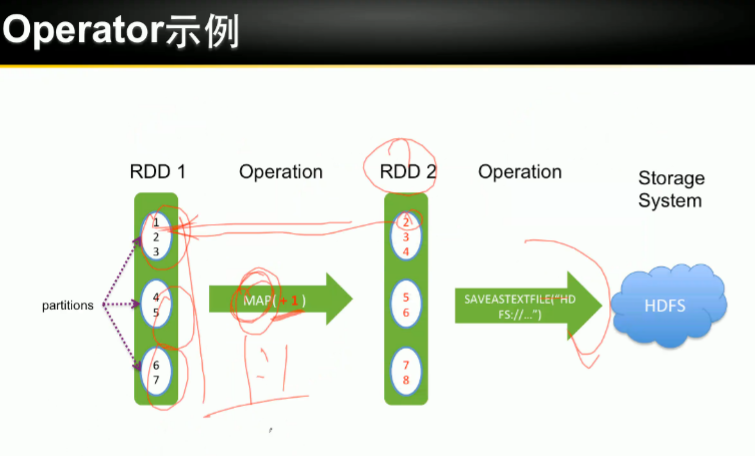 Operator示例
RDD 1
Operation
RDD 2
Operation
Storage
System
partitions
1
2
3
4
5
6
7
MAP( + 1 )
2
3
4
5
6
7
8
SAVEASTEXTFILE("HD
FS://...")
HDFS